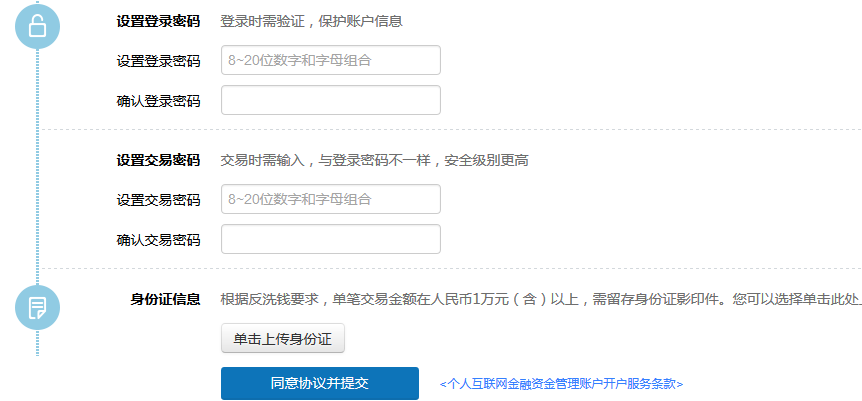 设置登录密码 登录时需验证，保护账户信息
设置登录密码 8~20位数字和字母组合
确认登录密码
设置交易密码 交易时需输入，与登录密码不一样，安全级别更高
设置交易密码 8~20位数字和字母组合
确认交易密码
身份证信息 根据反洗钱要求，单笔交易金额在人民币1万元（含）以上，需留存身份证影印件。您可以选择单击此处
单击上传身份证
同意协议并提交 <个人互联网金融资金管理账户开户服务条款>